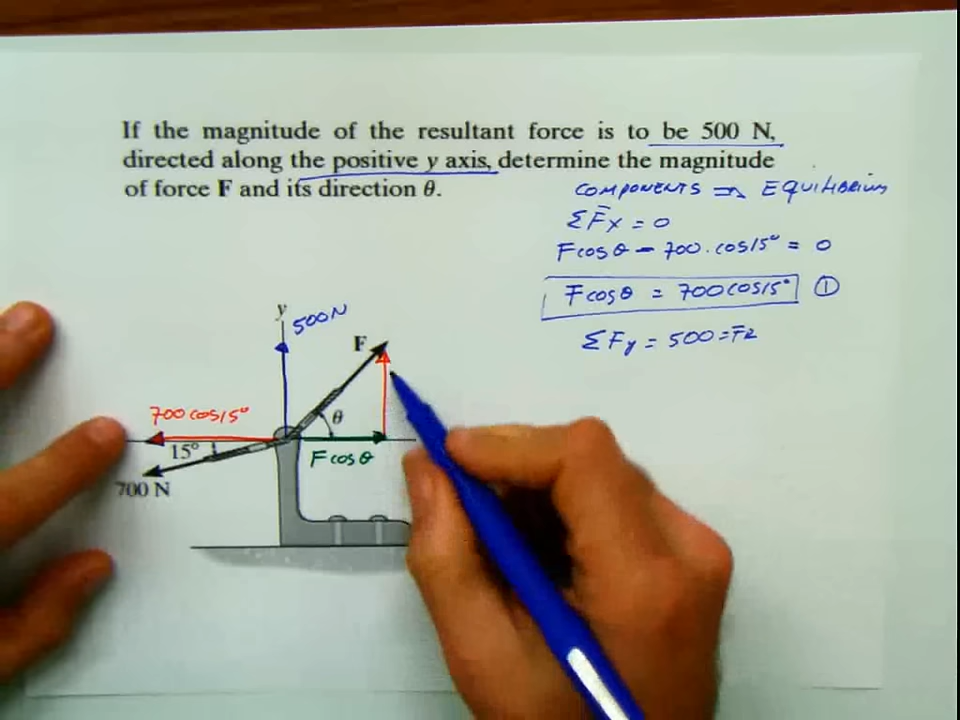 If the magnitude of the resultant force is to be 500 N,
directed along the positive y axis, determine the magnitude
of force F and its direction θ.
COMPONENTS ⇒ EQUILIBRIUM
ΣFx = 0
Fcosθ - 700.cos15° = 0
Fcosθ = 700cos15° ①
ΣFy = 500 = FR
y
500N
F
θ
700cos15°
15°
Fcosθ
700 N